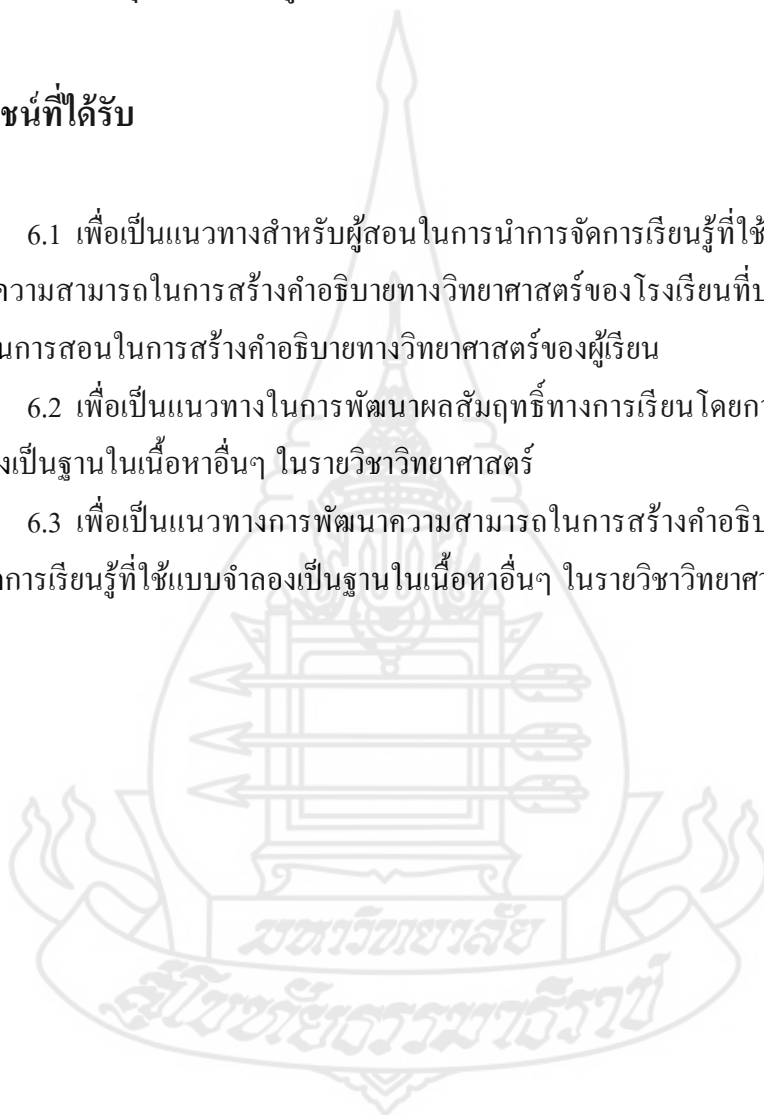 ชน์ที่ได้รับ
6.1 เพื่อเป็นแนวทางสำหรับผู้สอนในการนำการจัดการเรียนรู้ที่ใช้
ความสามารถในการสร้างคำอธิบายทางวิทยาศาสตร์ของโรงเรียนที่บ
นการสอนในการสร้างคำอธิบายทางวิทยาศาสตร์ของผู้เรียน
6.2 เพื่อเป็นแนวทางในการพัฒนาผลสัมฤทธิ์ทางการเรียนโดยกา
งเป็นฐานในเนื้อหาอื่นๆ ในรายวิชาวิทยาศาสตร์
6.3 เพื่อเป็นแนวทางการพัฒนาความสามารถในการสร้างคำอธิบ
การเรียนรู้ที่ใช้แบบจำลองเป็นฐานในเนื้อหาอื่นๆ ในรายวิชาวิทยาศา
มหาวิทยาลัย
สุโขทัยธรรมาธิราช